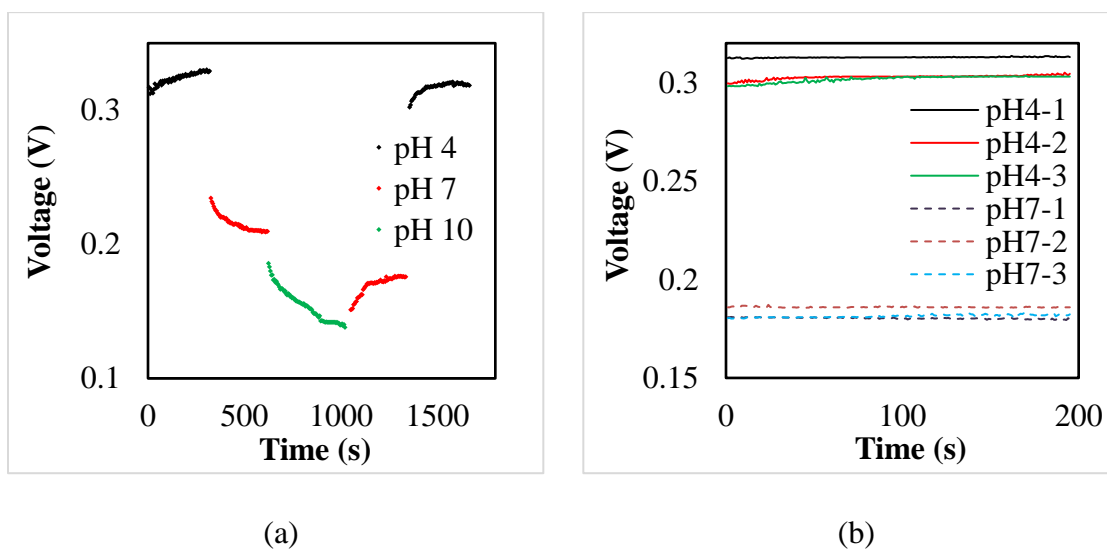 Voltage (V)
0.3
0.2
0.1
0
500
1000
1500
Time (s)
pH 4
pH 7
pH 10
(a)
Voltage (V)
0.3
0.25
0.2
0.15
0
100
200
Time (s)
pH4-1
pH4-2
pH4-3
pH7-1
pH7-2
pH7-3
(b)